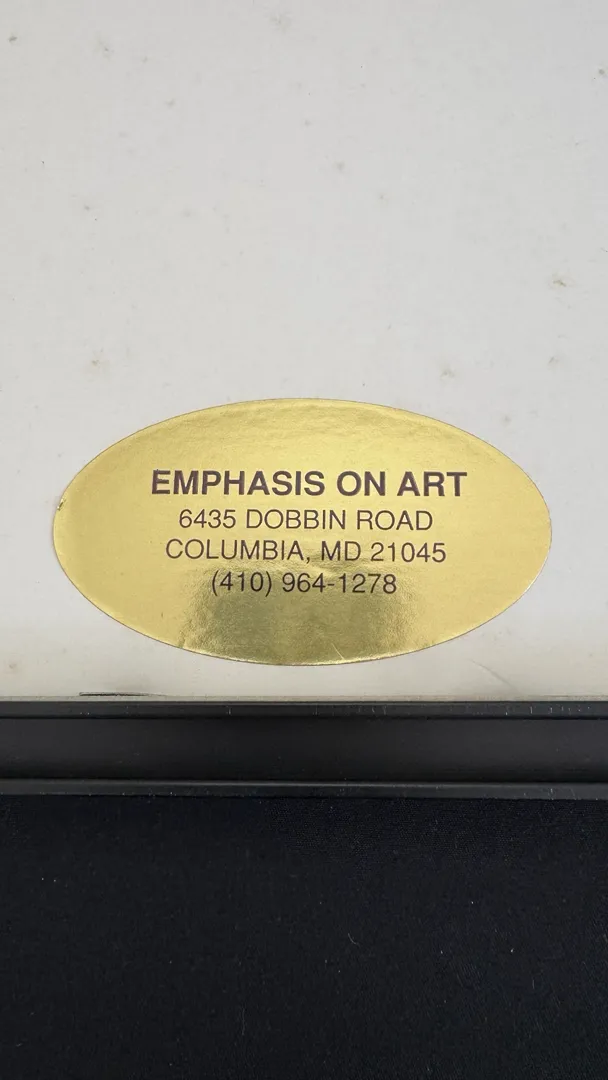 EMPHASIS ON ART
6435 DOBBIN ROAD
COLUMBIA, MD 21045
(410) 964-1278